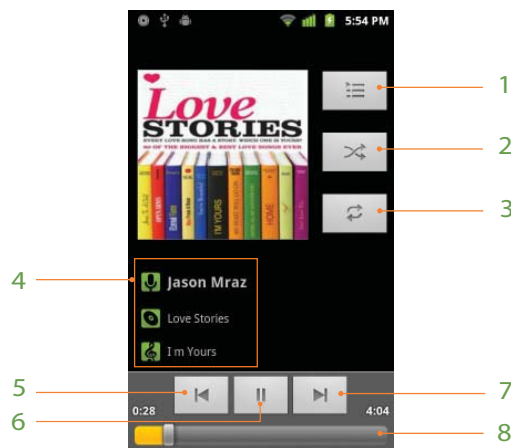 5:54 PM
1
Love
STORIES
EVERY LOVE SONG HAS A STORY. WHICH ONE IS YOURS?
60 OF THE BIGGEST & BEST LOVE SONGS EVER
2
I'M YOURS
HOME
3
4
Jason Mraz
Love Stories
I m Yours
5
7
0:28
4:04
6
8